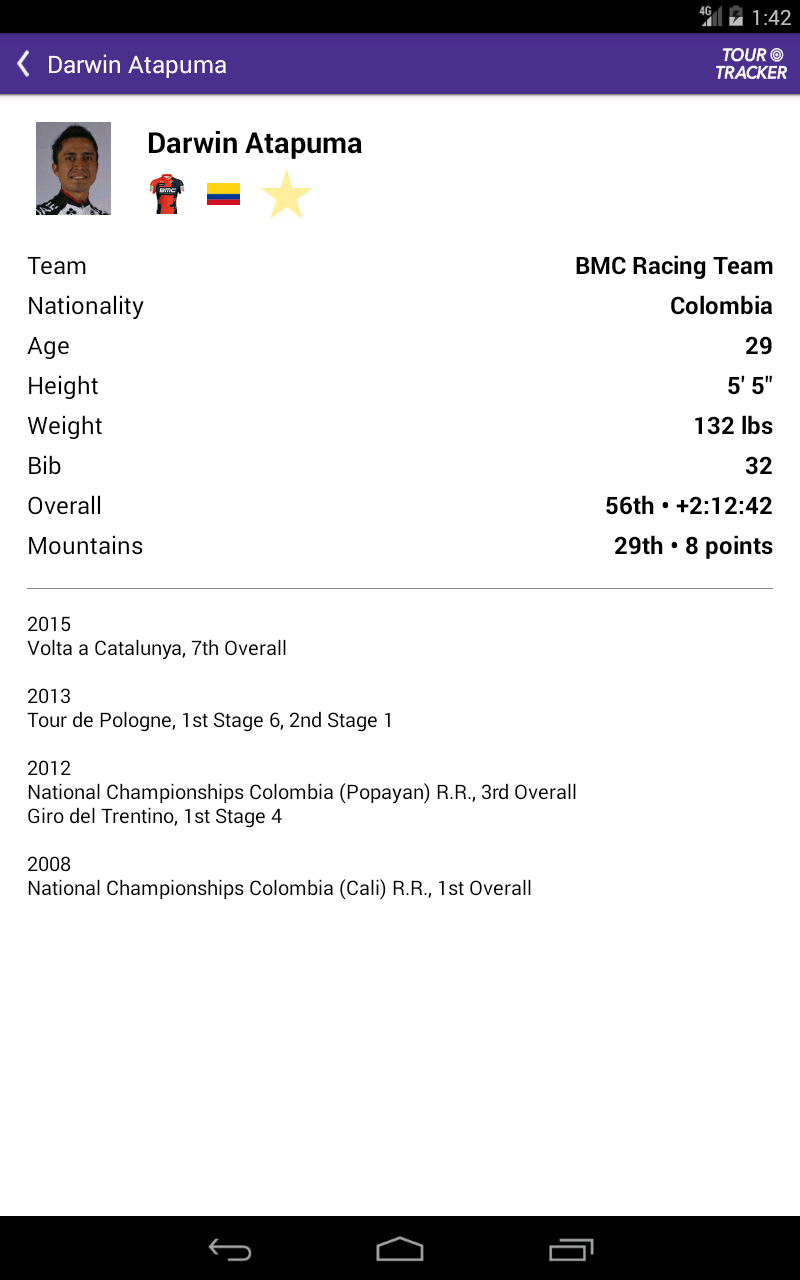 4G 1:42
Darwin Atapuma
TOUR
TRACKER
Darwin Atapuma
BMC
Team BMC Racing Team
Nationality Colombia
Age 29
Height 5' 5"
Weight 132 lbs
Bib 32
Overall 56th • +2:12:42
Mountains 29th • 8 points
2015
Volta a Catalunya, 7th Overall
2013
Tour de Pologne, 1st Stage 6, 2nd Stage 1
2012
National Championships Colombia (Popayan) R.R., 3rd Overall
Giro del Trentino, 1st Stage 4
2008
National Championships Colombia (Cali) R.R., 1st Overall